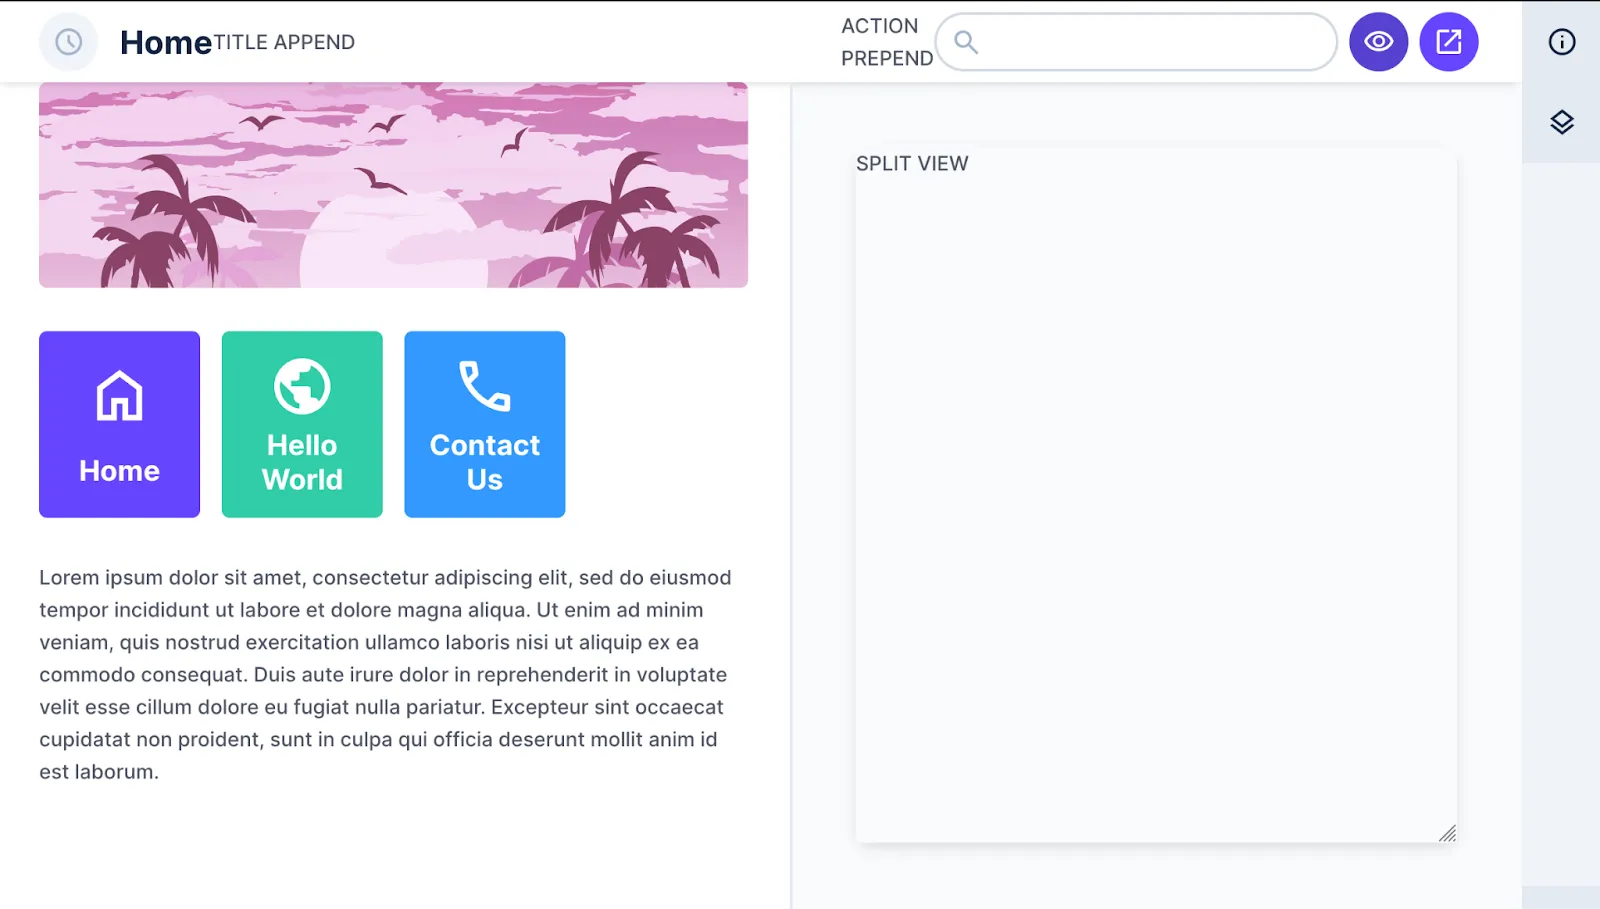 Home TITLE APPEND
ACTION
PREPEND
SPLIT VIEW
Home
Hello
World
Contact
Us
Lorem ipsum dolor sit amet, consectetur adipiscing elit, sed do eiusmod
tempor incididunt ut labore et dolore magna aliqua. Ut enim ad minim
veniam, quis nostrud exercitation ullamco laboris nisi ut aliquip ex ea
commodo consequat. Duis aute irure dolor in reprehenderit in voluptate
velit esse cillum dolore eu fugiat nulla pariatur. Excepteur sint occaecat
cupidatat non proident, sunt in culpa qui officia deserunt mollit anim id
est laborum.